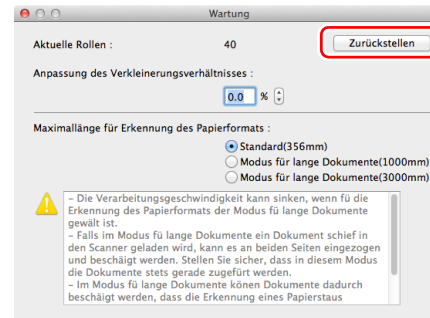 Wartung
Aktuelle Rollen : 40 Zurückstellen
Anpassung des Verkleinerungsverhältnisses :
0.0 %
Maximallänge für Erkennung des Papierformats :
Standard(356mm)
Modus für lange Dokumente(1000mm)
Modus für lange Dokumente(3000mm)
– Die Verarbeitungsgeschwindigkeit kann sinken, wenn fü die
Erkennung des Papierformats der Modus fü lange Dokumente
gewält ist.
– Falls im Modus fü lange Dokumente ein Dokument schief in
den Scanner geladen wird, kann es an beiden Seiten eingezogen
und beschäigt werden. Stellen Sie sicher, dass in diesem Modus
die Dokumente stets gerade zugefürt werden.
– Im Modus fü lange Dokumente könen Dokumente dadurch
beschäigt werden, dass die Erkennung eines Papierstaus